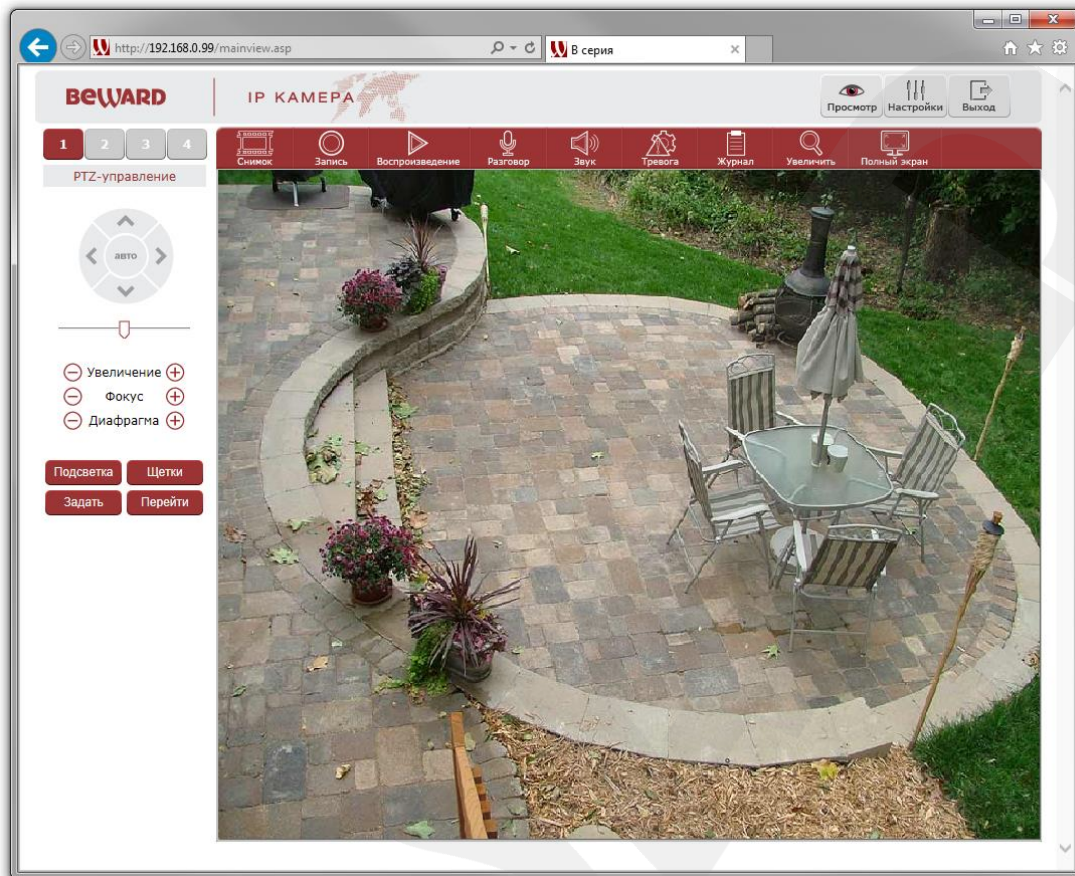 http://192.168.0.99/mainview.asp
В серия
BEWARD
IP КАМЕРА
Просмотр
Настройки
Выход
1 2 3 4
Снимок Запись Воспроизведение Разговор Звук Тревога Журнал Увеличить Полный экран
PTZ-управление
авто
Увеличение
Фокус
Диафрагма
Подсветка Щетки
Задать Перейти